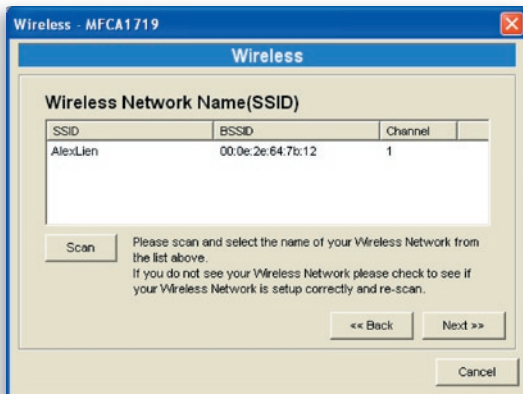 Wireless - MFCA1719
Wireless
Wireless Network Name(SSID)
SSID BSSID Channel
AlexLien 00:0e:2e:64:7b:12 1
Scan
Please scan and select the name of your Wireless Network from
the list above.
If you do not see your Wireless Network please check to see if
your Wireless Network is setup correctly and re-scan.
<< Back Next >>
Cancel